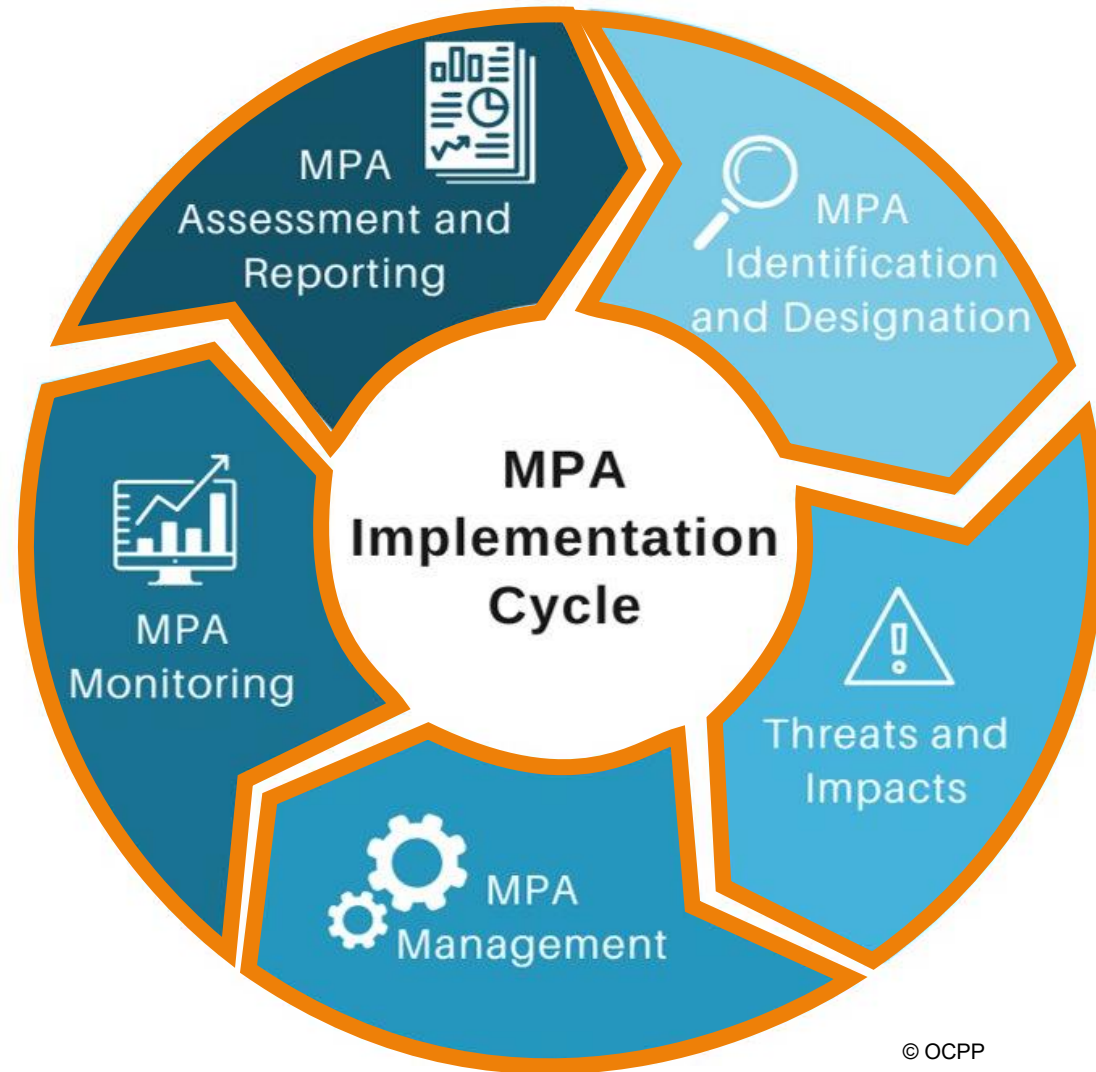 MPA
Assessment and
Reporting
MPA
Identification
and Designation
MPA
Implementation
Cycle
MPA
Monitoring
Threats and
Impacts
MPA
Management
© OCPP